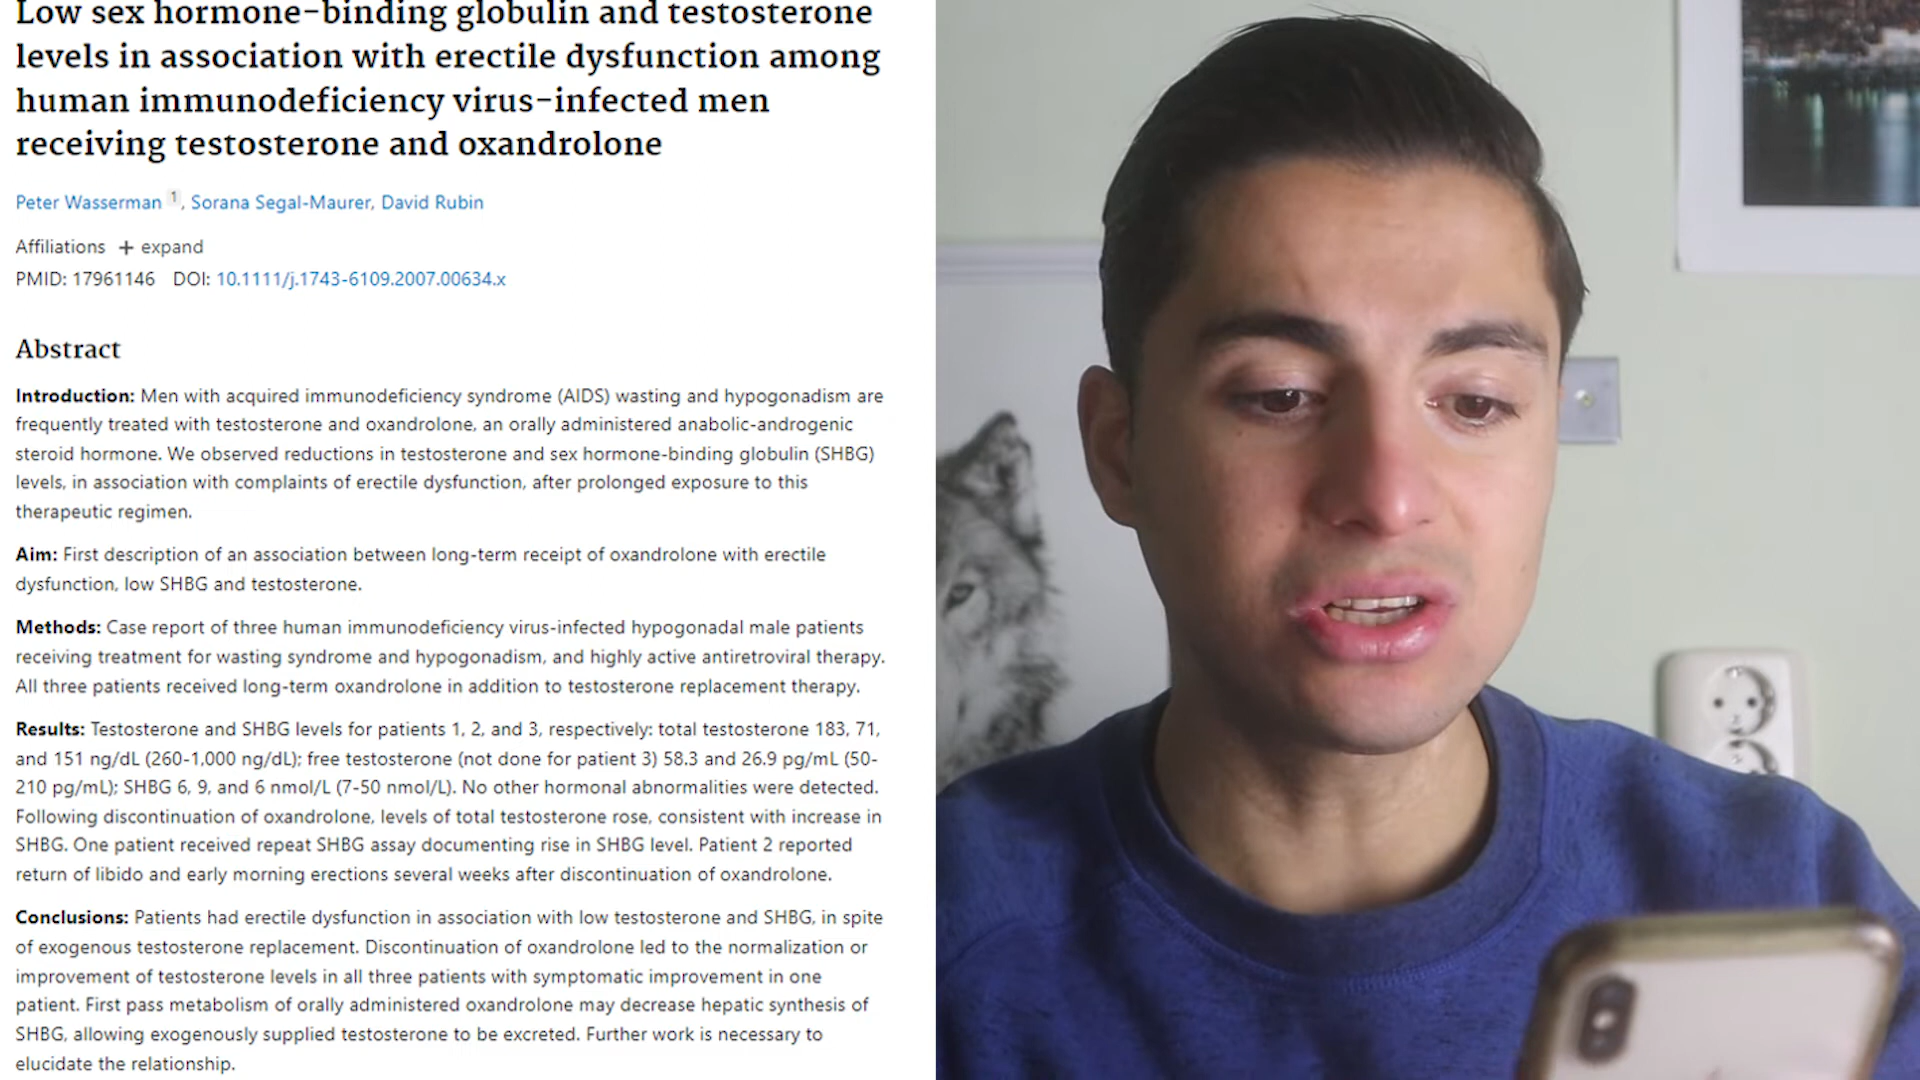 Low sex hormone-binding globulin and testosterone
levels in association with erectile dysfunction among
human immunodeficiency virus-infected men
receiving testosterone and oxandrolone
Peter Wasserman 1, Sorana Segal-Maurer, David Rubin
Affiliations + expand
PMID: 17961146 DOI: 10.1111/j.1743-6109.2007.00634.x
Abstract
Introduction: Men with acquired immunodeficiency syndrome (AIDS) wasting and hypogonadism are
frequently treated with testosterone and oxandrolone, an orally administered anabolic-androgenic
steroid hormone. We observed reductions in testosterone and sex hormone-binding globulin (SHBG)
levels, in association with complaints of erectile dysfunction, after prolonged exposure to this
therapeutic regimen.
Aim: First description of an association between long-term receipt of oxandrolone with erectile
dysfunction, low SHBG and testosterone.
Methods: Case report of three human immunodeficiency virus-infected hypogonadal male patients
receiving treatment for wasting syndrome and hypogonadism, and highly active antiretroviral therapy.
All three patients received long-term oxandrolone in addition to testosterone replacement therapy.
Results: Testosterone and SHBG levels for patients 1, 2, and 3, respectively: total testosterone 183, 71,
and 151 ng/dL (260-1,000 ng/dL); free testosterone (not done for patient 3) 58.3 and 26.9 pg/mL (50-
210 pg/mL); SHBG 6, 9, and 6 nmol/L (7-50 nmol/L). No other hormonal abnormalities were detected.
Following discontinuation of oxandrolone, levels of total testosterone rose, consistent with increase in
SHBG. One patient received repeat SHBG assay documenting rise in SHBG level. Patient 2 reported
return of libido and early morning erections several weeks after discontinuation of oxandrolone.
Conclusions: Patients had erectile dysfunction in association with low testosterone and SHBG, in spite
of exogenous testosterone replacement. Discontinuation of oxandrolone led to the normalization or
improvement of testosterone levels in all three patients with symptomatic improvement in one
patient. First pass metabolism of orally administered oxandrolone may decrease hepatic synthesis of
SHBG, allowing exogenously supplied testosterone to be excreted. Further work is necessary to
elucidate the relationship.